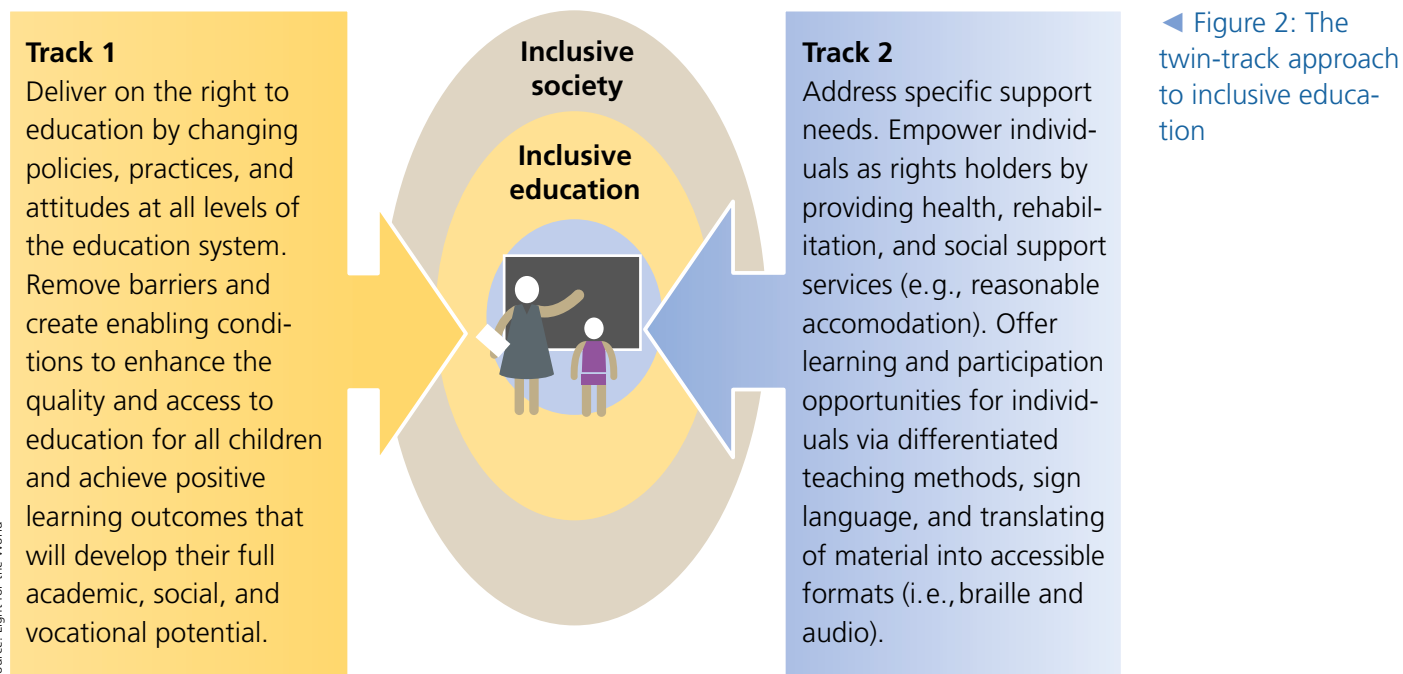 Track 1
Deliver on the right to
education by changing
policies, practices, and
attitudes at all levels of
the education system.
Remove barriers and
create enabling condi-
tions to enhance the
quality and access to
education for all children
and achieve positive
learning outcomes that
will develop their full
academic, social, and
vocational potential.
Inclusive
society
Inclusive
education
Track 2
Address specific support
needs. Empower individ-
uals as rights holders by
providing health, rehabil-
itation, and social support
services (e.g., reasonable
accomodation). Offer
learning and participation
opportunities for individ-
uals via differentiated
teaching methods, sign
language, and translating
of material into accessible
formats (i.e., braille and
audio).
◄ Figure 2: The
twin-track approach
to inclusive educa-
tion